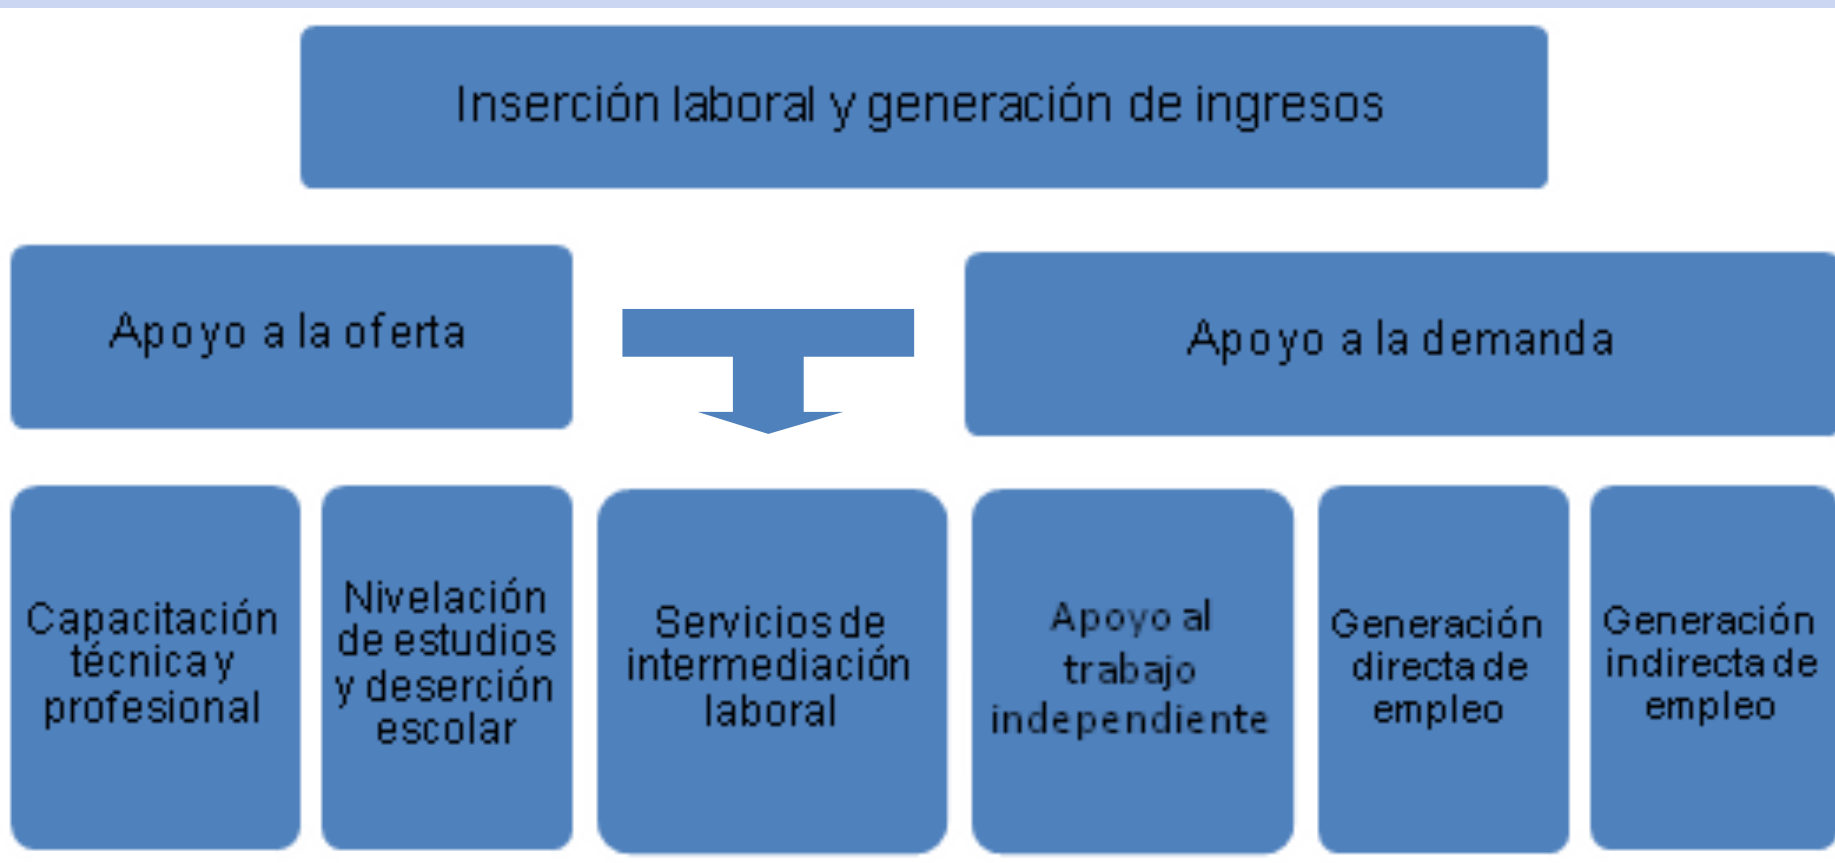 Inserción laboral y generación de ingresos
Apoyo a la oferta
Apoyo a la demanda
Capacitación
técnica y
profesional
Nivelación
de estudios
y deserción
escolar
Servicios de
intermediación
laboral
Apoyo al
trabajo
independiente
Generación
directa de
empleo
Generación
indirecta de
empleo